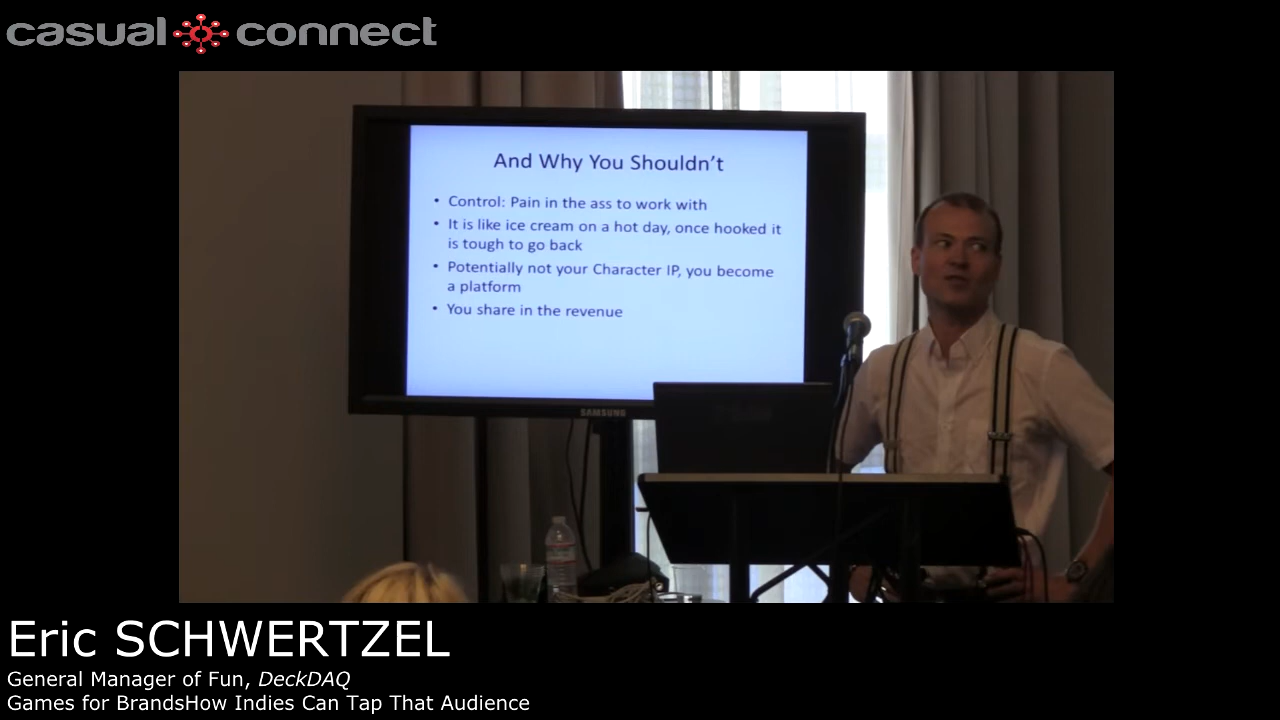 casual connect
And Why You Shouldn't
• Control: Pain in the ass to work with
• It is like ice cream on a hot day, once hooked it
is tough to go back
• Potentially not your Character IP, you become
a platform
• You share in the revenue
SAMSUNG
Eric SCHWERTZEL
General Manager of Fun, DeckDAQ
Games for BrandsHow Indies Can Tap That Audience